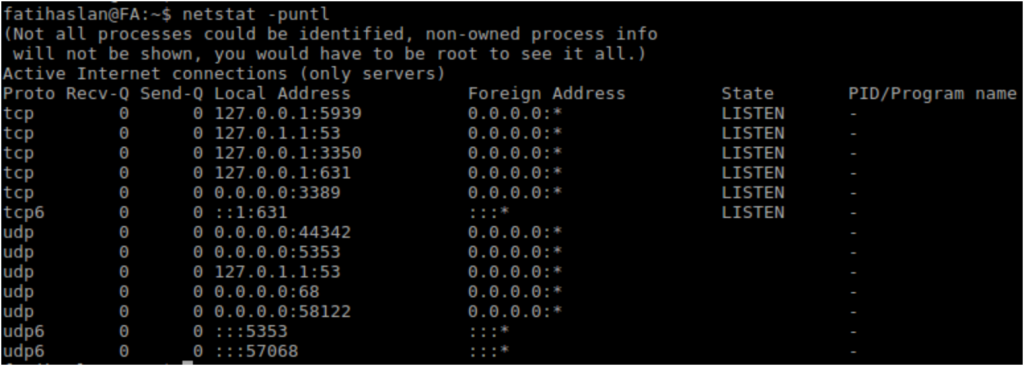 fatihaslan@FA:~$ netstat -puntl
(Not all processes could be identified, non-owned process info
 will not be shown, you would have to be root to see it all.)
Active Internet connections (only servers)
Proto Recv-Q Send-Q Local Address           Foreign Address         State       PID/Program name
tcp        0      0 127.0.0.1:5939          0.0.0.0:*               LISTEN      -
tcp        0      0 127.0.1.1:53            0.0.0.0:*               LISTEN      -
tcp        0      0 127.0.0.1:3350          0.0.0.0:*               LISTEN      -
tcp        0      0 127.0.0.1:631           0.0.0.0:*               LISTEN      -
tcp        0      0 0.0.0.0:3389            0.0.0.0:*               LISTEN      -
tcp6       0      0 ::1:631                 :::*                    LISTEN      -
udp        0      0 0.0.0.0:44342           0.0.0.0:*                           -
udp        0      0 0.0.0.0:5353            0.0.0.0:*                           -
udp        0      0 127.0.1.1:53            0.0.0.0:*                           -
udp        0      0 0.0.0.0:68              0.0.0.0:*                           -
udp        0      0 0.0.0.0:58122           0.0.0.0:*                           -
udp6       0      0 :::5353                 :::*                                -
udp6       0      0 :::57068                :::*                                -